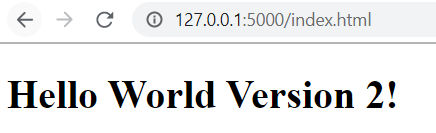 127.0.0.1:5000/index.html
Hello World Version 2!